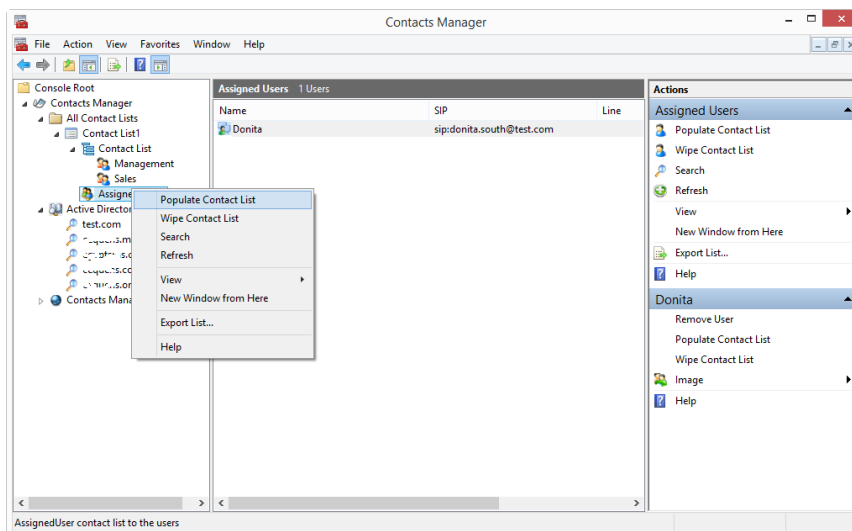 Contacts Manager
File Action View Favorites Window Help
Console Root
Contacts Manager
All Contact Lists
Contact List1
Contact List
Management
Sales
Assigne
Active Director
test.com
Contacts Mana
Populate Contact List
Wipe Contact List
Search
Refresh
View
New Window from Here
Export List...
Help
Assigned Users 1 Users
Name SIP Line
Donita sip:donita.south@test.com
Actions
Assigned Users
Populate Contact List
Wipe Contact List
Search
Refresh
View
New Window from Here
Export List...
Help
Donita
Remove User
Populate Contact List
Wipe Contact List
Image
Help
AssignedUser contact list to the users